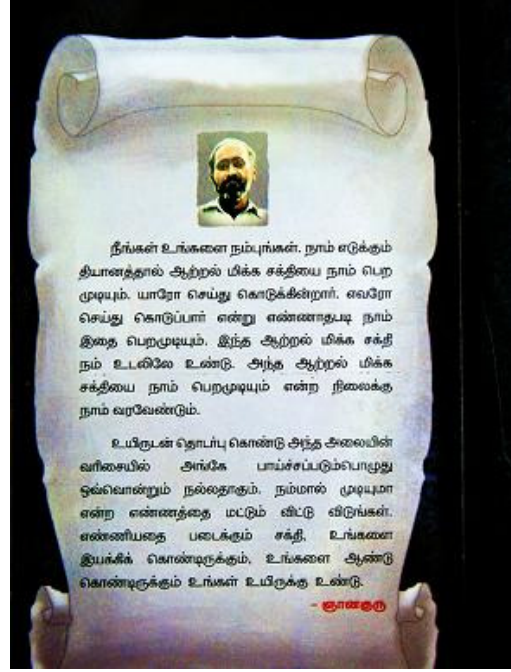 நீங்கள் உங்களை நம்புங்கள். நாம் எடுக்கும்
தியானத்தால் ஆற்றல் மிக்க சக்தியை நாம் பெற
முடியும். யாரோ செய்து கொடுக்கின்றார். எவரோ
செய்து கொடுப்பார் என்று எண்ணாதபடி நாம்
இதை பெறமுடியும். இந்த ஆற்றல் மிக்க சக்தி
நம் உடலிலே உண்டு. அந்த ஆற்றல் மிக்க
சக்தியை நாம் பெறமுடியும் என்ற நிலைக்கு
நாம் வரவேண்டும்.
உயிருடன் தொடர்பு கொண்டு அந்த அலையின்
வரிசையில் அங்கே பாய்ச்சப்படும்பொழுது
ஒவ்வொன்றும் நல்லதாகும். நம்மால் முடியுமா
என்ற எண்ணத்தை மட்டும் விட்டு விடுங்கள்.
எண்ணியதை படைக்கும் சக்தி, உங்களை
இயக்கிக் கொண்டிருக்கும், உங்களை ஆண்டு
கொண்டிருக்கும் உங்கள் உயிருக்கு உண்டு.
- ஞானகுரு